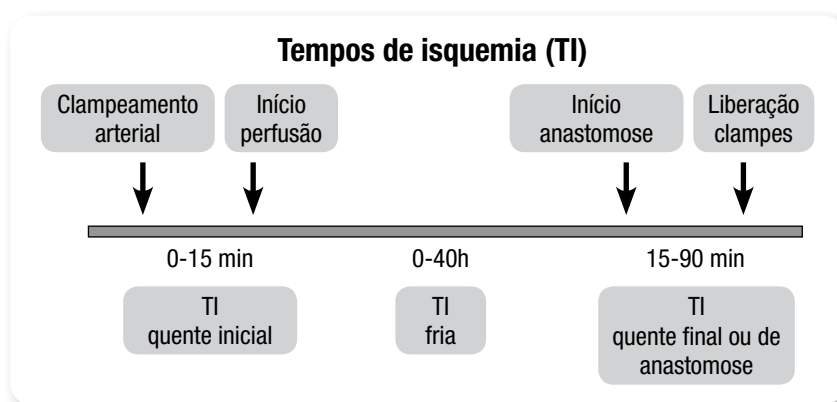 Tempos de isquemia (TI)
Clampeamento
arterial
Início
perfusão
Início
anastomose
Liberação
clampes
0-15 min
0-40h
15-90 min
TI
quente inicial
TI
fria
TI
quente final ou de
anastomose